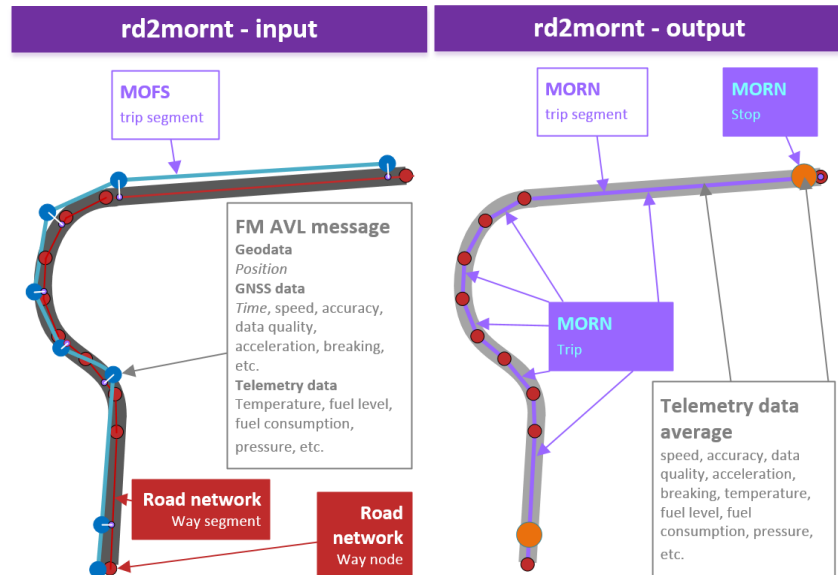 rd2mornt - input
MOFS
trip segment
FM AVL message
Geodata
Position
GNSS data
Time, speed, accuracy,
data quality,
acceleration, breaking,
etc.
Telemetry data
Temperature, fuel level,
fuel consumption,
pressure, etc.
Road network
Way segment
Road
network
Way node
rd2mornt - output
MORN
trip segment
MORN
Stop
MORN
Trip
Telemetry data
average
speed, accuracy, data
quality, acceleration,
breaking, temperature,
fuel level, fuel
consumption, pressure,
etc.